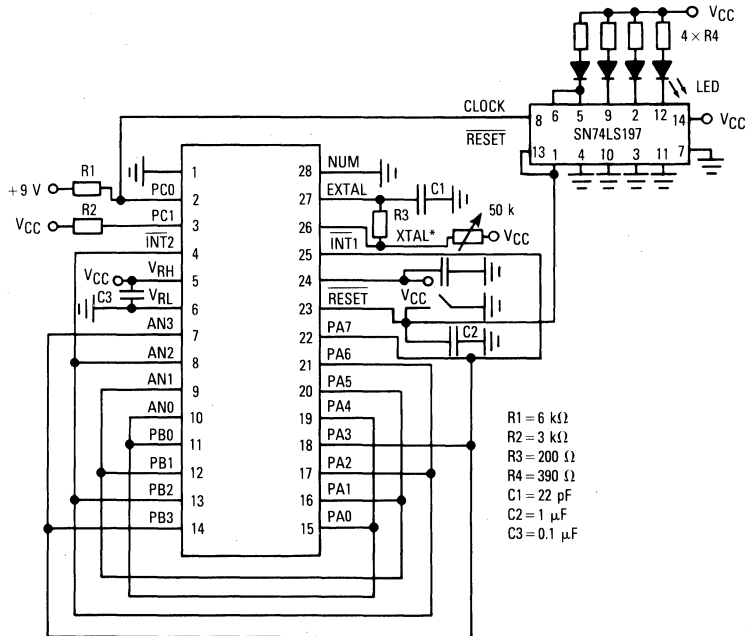 VCC
4 × R4
LED
CLOCK
RESET
8 6 5 9 2 12 14
SN74LS197
VCC
13 1 4 10 3 11 7
+9 V
R1
VCC
R2
PC0
PC1
INT2
VCC
VRH
C3
VRL
AN3
AN2
AN1
AN0
PB0
PB1
PB2
PB3
1
2
3
4
5
6
7
8
9
10
11
12
13
14
28
27
26
25
24
23
22
21
20
19
18
17
16
15
NUM
EXTAL
C1
R3
50 k
XTAL*
VCC
INT1
VCC
RESET
C2
PA7
PA6
PA5
PA4
PA3
PA2
PA1
PA0
R1 = 6 kΩ
R2 = 3 kΩ
R3 = 200 Ω
R4 = 390 Ω
C1 = 22 pF
C2 = 1 μF
C3 = 0.1 μF